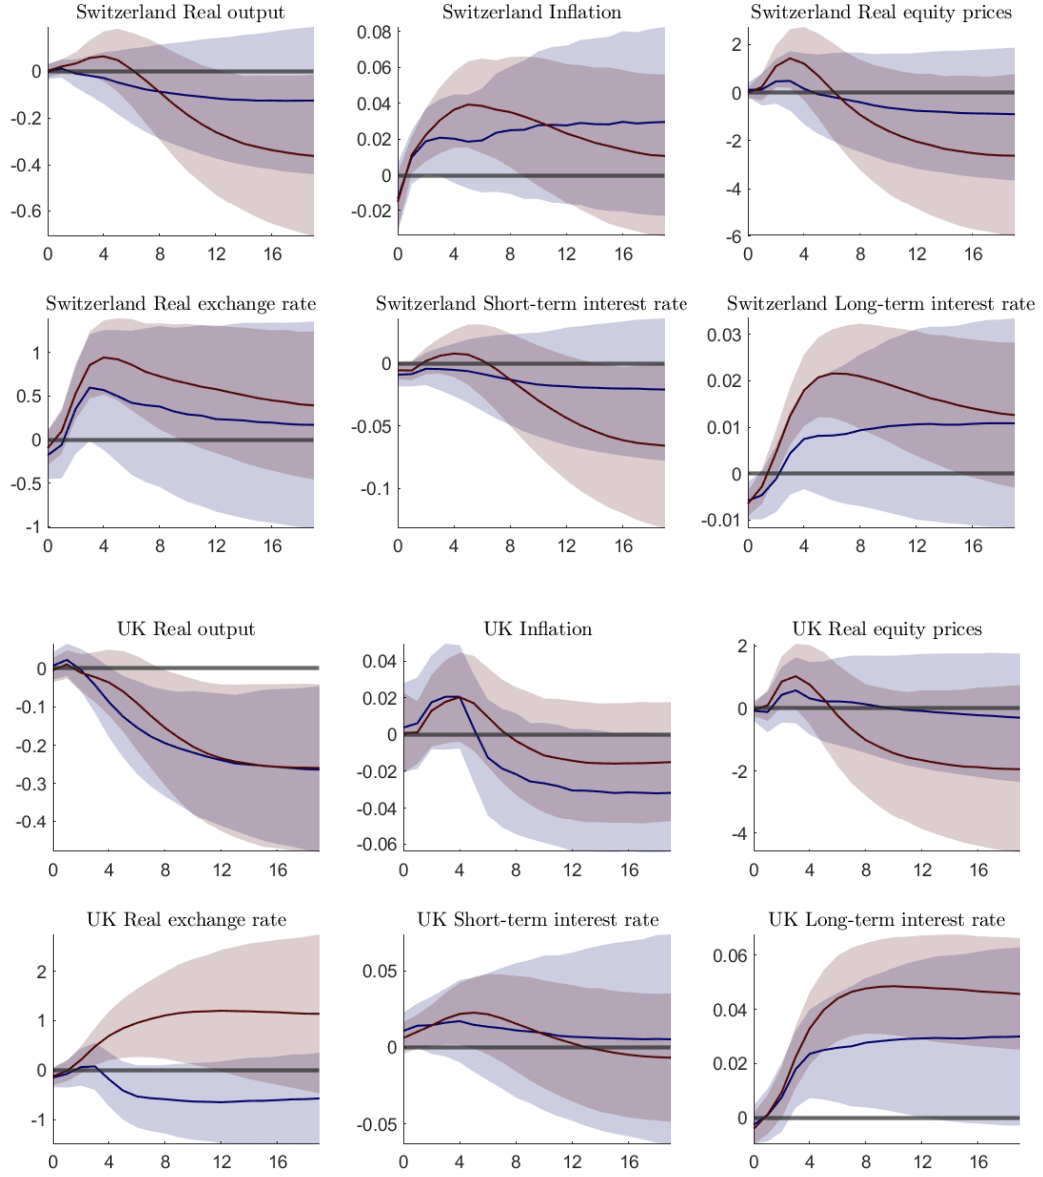 Switzerland Real output
Switzerland Inflation
Switzerland Real equity prices
0
-0.2
-0.4
-0.6
0 4 8 12 16
0.08
0.06
0.04
0.02
0
-0.02
0 4 8 12 16
2
0
-2
-4
-6
0 4 8 12 16
Switzerland Real exchange rate
Switzerland Short-term interest rate
Switzerland Long-term interest rate
1
0.5
0
-0.5
-1
0 4 8 12 16
0
-0.05
-0.1
0 4 8 12 16
0.03
0.02
0.01
0
-0.01
0 4 8 12 16
UK Real output
UK Inflation
UK Real equity prices
0
-0.1
-0.2
-0.3
-0.4
0 4 8 12 16
0.04
0.02
0
-0.02
-0.04
-0.06
0 4 8 12 16
2
0
-2
-4
0 4 8 12 16
UK Real exchange rate
UK Short-term interest rate
UK Long-term interest rate
2
1
0
-1
0 4 8 12 16
0.05
0
-0.05
0 4 8 12 16
0.06
0.04
0.02
0
0 4 8 12 16